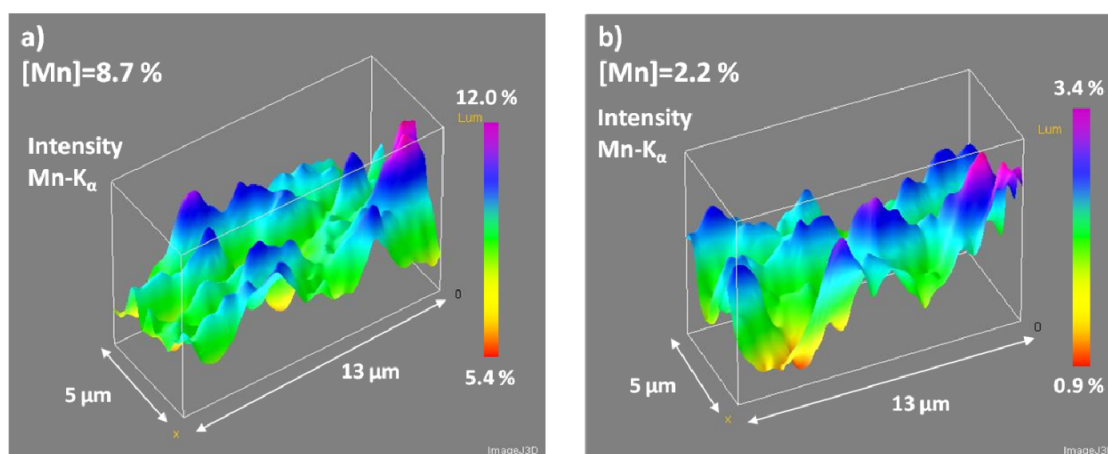 a)
[Mn]=8.7 %
12.0 %
Lum
Intensity
Mn-Kα
0
5.4 %
5 µm
13 µm
x
ImageJ3D
b)
[Mn]=2.2 %
3.4 %
Lum
Intensity
Mn-Kα
0
0.9 %
5 µm
13 µm
x
ImageJ3D